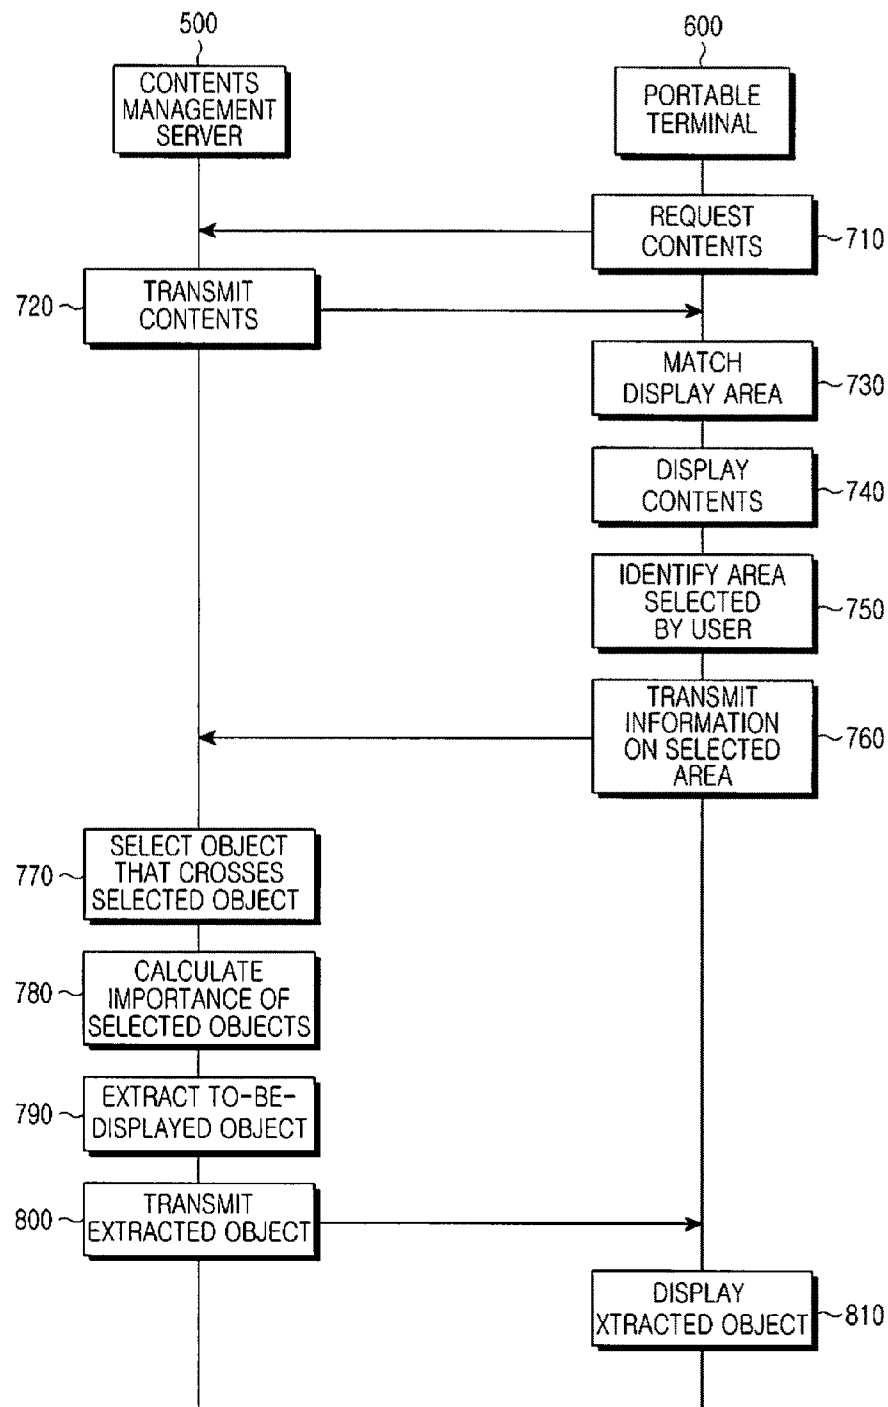 500
600
CONTENTS
MANAGEMENT
SERVER
PORTABLE
TERMINAL
REQUEST
CONTENTS
710
720
TRANSMIT
CONTENTS
MATCH
DISPLAY AREA
730
DISPLAY
CONTENTS
740
IDENTIFY AREA
SELECTED
BY USER
750
TRANSMIT
INFORMATION
ON SELECTED
AREA
760
770
SELECT OBJECT
THAT CROSSES
SELECTED OBJECT
780
CALCULATE
IMPORTANCE OF
SELECTED OBJECTS
790
EXTRACT TO-BE-
DISPLAYED OBJECT
800
TRANSMIT
EXTRACTED OBJECT
DISPLAY
XTRACTED OBJECT
810